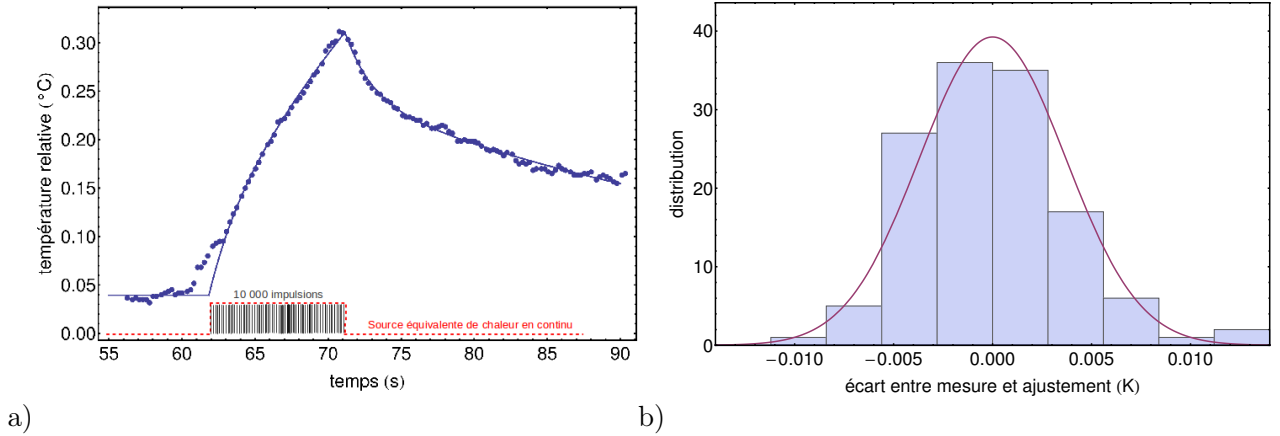 0.30
0.25
0.20
0.15
0.10
0.05
0.00
température relative (°C)
10 000 impulsions
Source équivalente de chaleur en continu
55 60 65 70 75 80 85 90
temps (s)
a)
40
30
20
10
0
distribution
−0.010 −0.005 0.000 0.005 0.010
écart entre mesure et ajustement (K)
b)